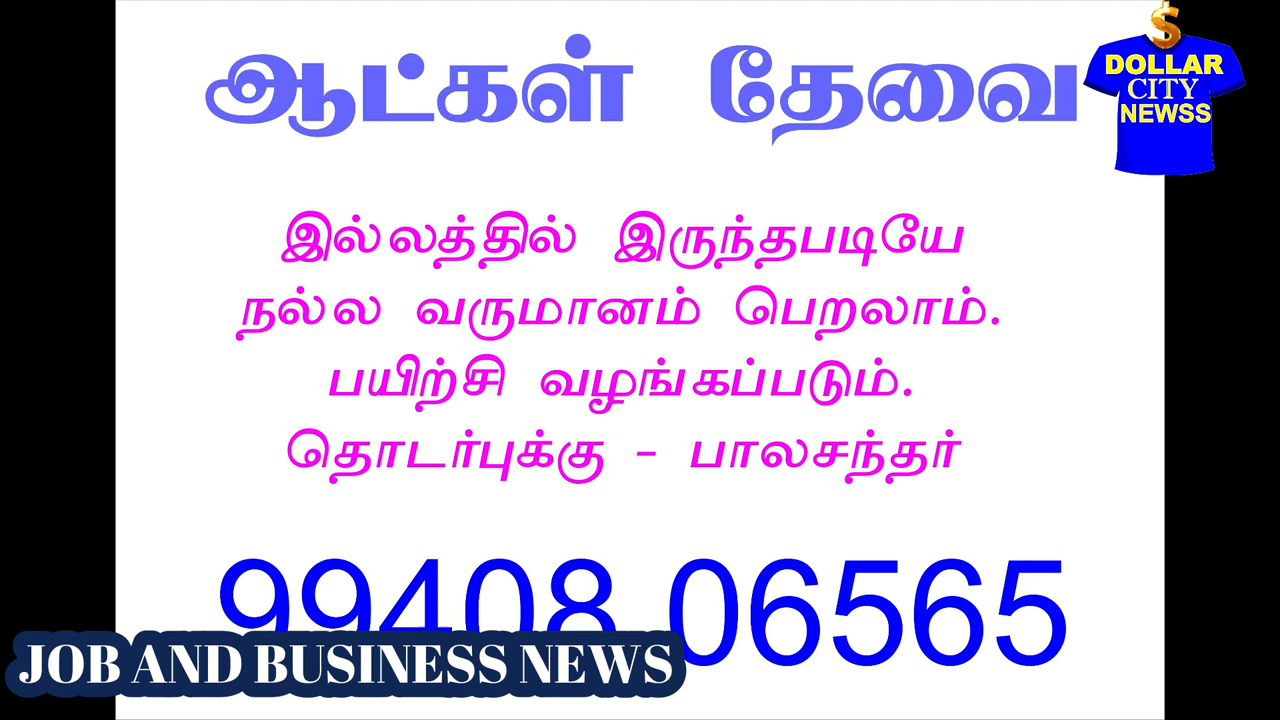 ஆட்கள் தேவை
DOLLAR
CITY
NEWSS
இல்லத்தில் இருந்தபடியே
நல்ல வருமானம் பெறலாம்.
பயிற்சி வழங்கப்படும்.
தொடர்புக்கு - பாலசந்தர்
99408 06565
JOB AND BUSINESS NEWS